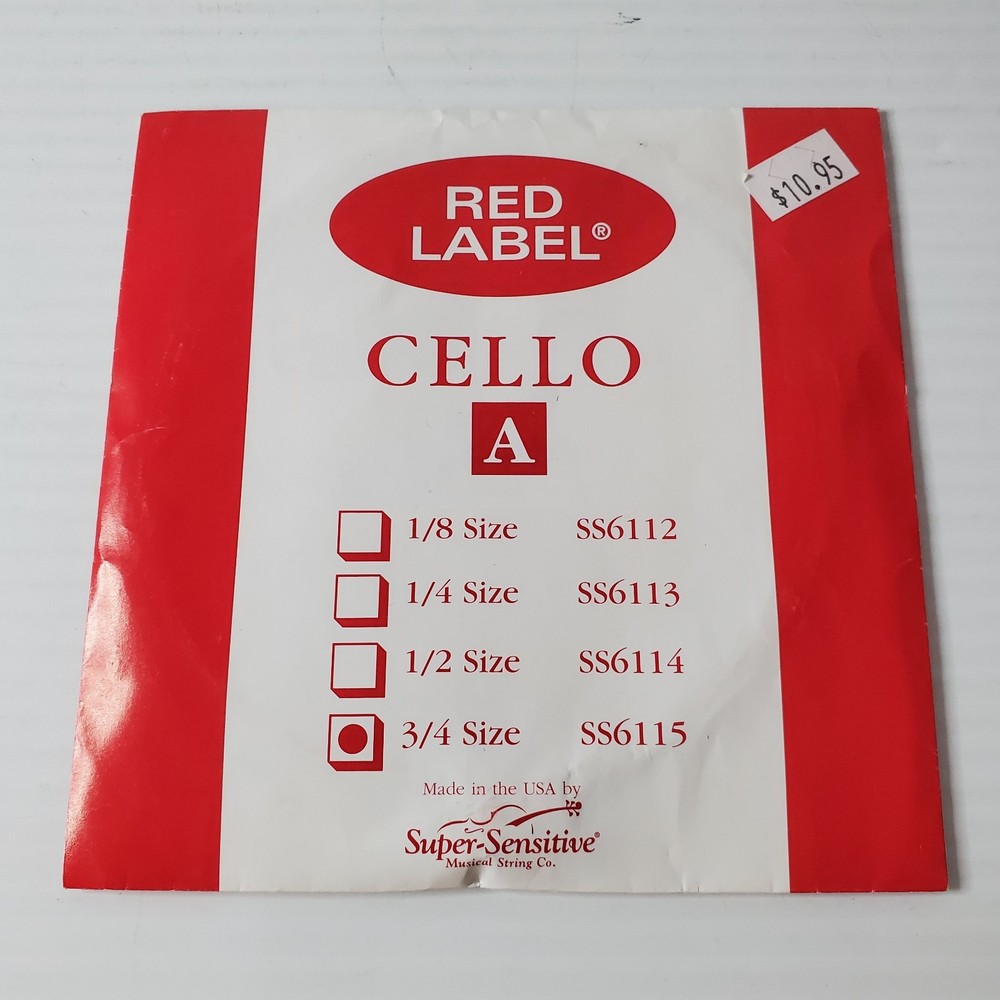 RED
LABEL®
$10.95
CELLO
A
1/8 Size SS6112
1/4 Size SS6113
1/2 Size SS6114
3/4 Size SS6115
Made in the USA by
Super-Sensitive®
Musical String Co.